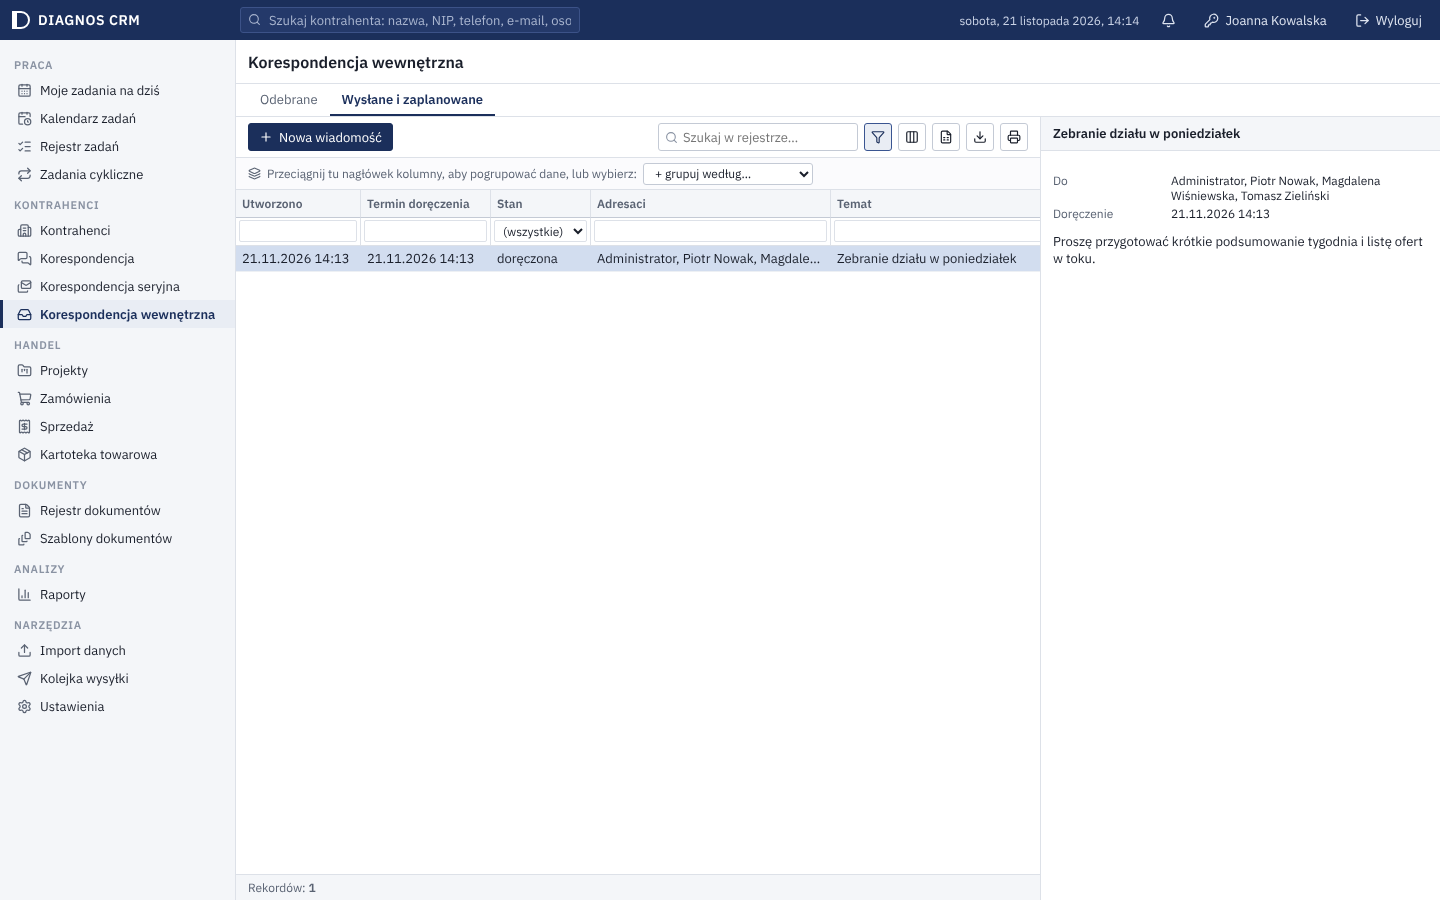 DIAGNOS CRM
Szukaj kontrahenta: nazwa, NIP, telefon, e-mail, oso
sobota, 21 listopada 2026, 14:14
Joanna Kowalska
Wyloguj
PRACA
Moje zadania na dziś
Kalendarz zadań
Rejestr zadań
Zadania cykliczne
KONTRAHENCI
Kontrahenci
Korespondencja
Korespondencja seryjna
Korespondencja wewnętrzna
HANDEL
Projekty
Zamówienia
Sprzedaż
Kartoteka towarowa
DOKUMENTY
Rejestr dokumentów
Szablony dokumentów
ANALIZY
Raporty
NARZĘDZIA
Import danych
Kolejka wysyłki
Ustawienia
Korespondencja wewnętrzna
Odebrane
Wysłane i zaplanowane
Nowa wiadomość
Szukaj w rejestrze...
Przeciągnij tu nagłówek kolumny, aby pogrupować dane, lub wybierz:
+ grupuj według...
Utworzono Termin doręczenia Stan Adresaci Temat
(wszystkie)
21.11.2026 14:13 21.11.2026 14:13 doręczona Administrator, Piotr Nowak, Magdale... Zebranie działu w poniedziałek
Rekordów: 1
Zebranie działu w poniedziałek
Do Administrator, Piotr Nowak, Magdalena
Wiśniewska, Tomasz Zieliński
Doręczenie 21.11.2026 14:13
Proszę przygotować krótkie podsumowanie tygodnia i listę ofert
w toku.